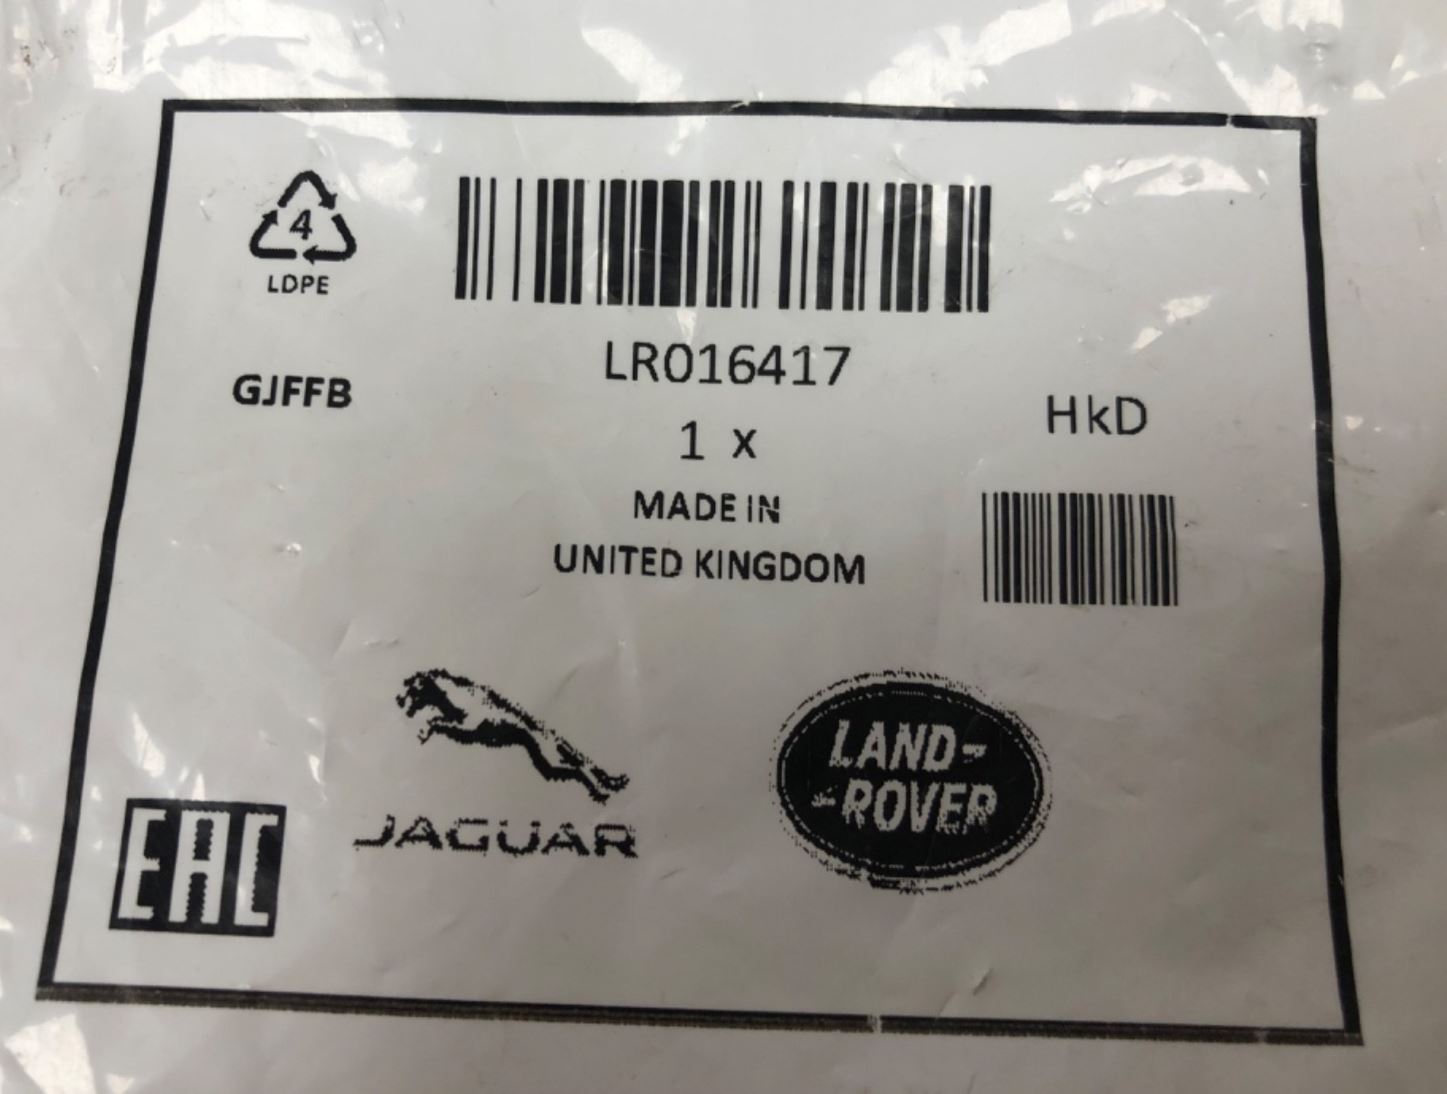 4
LDPE
LR016417
GJFFB
HkD
1 x
MADE IN
UNITED KINGDOM
JAGUAR
LAND-
-ROVER
EAC